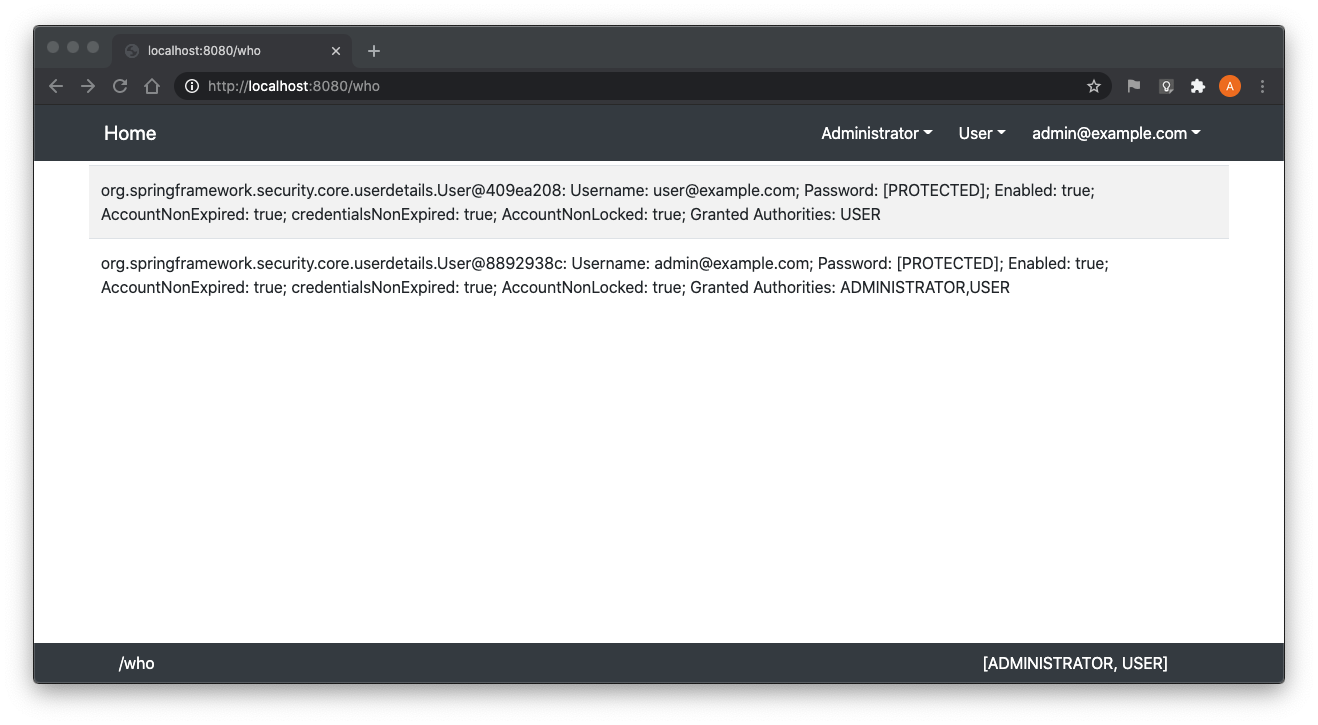 localhost:8080/who
http://localhost:8080/who
A
Home Administrator User admin@example.com
org.springframework.security.core.userdetails.User@409ea208: Username: user@example.com; Password: [PROTECTED]; Enabled: true;
AccountNonExpired: true; credentialsNonExpired: true; AccountNonLocked: true; Granted Authorities: USER
org.springframework.security.core.userdetails.User@8892938c: Username: admin@example.com; Password: [PROTECTED]; Enabled: true;
AccountNonExpired: true; credentialsNonExpired: true; AccountNonLocked: true; Granted Authorities: ADMINISTRATOR,USER
/who [ADMINISTRATOR, USER]